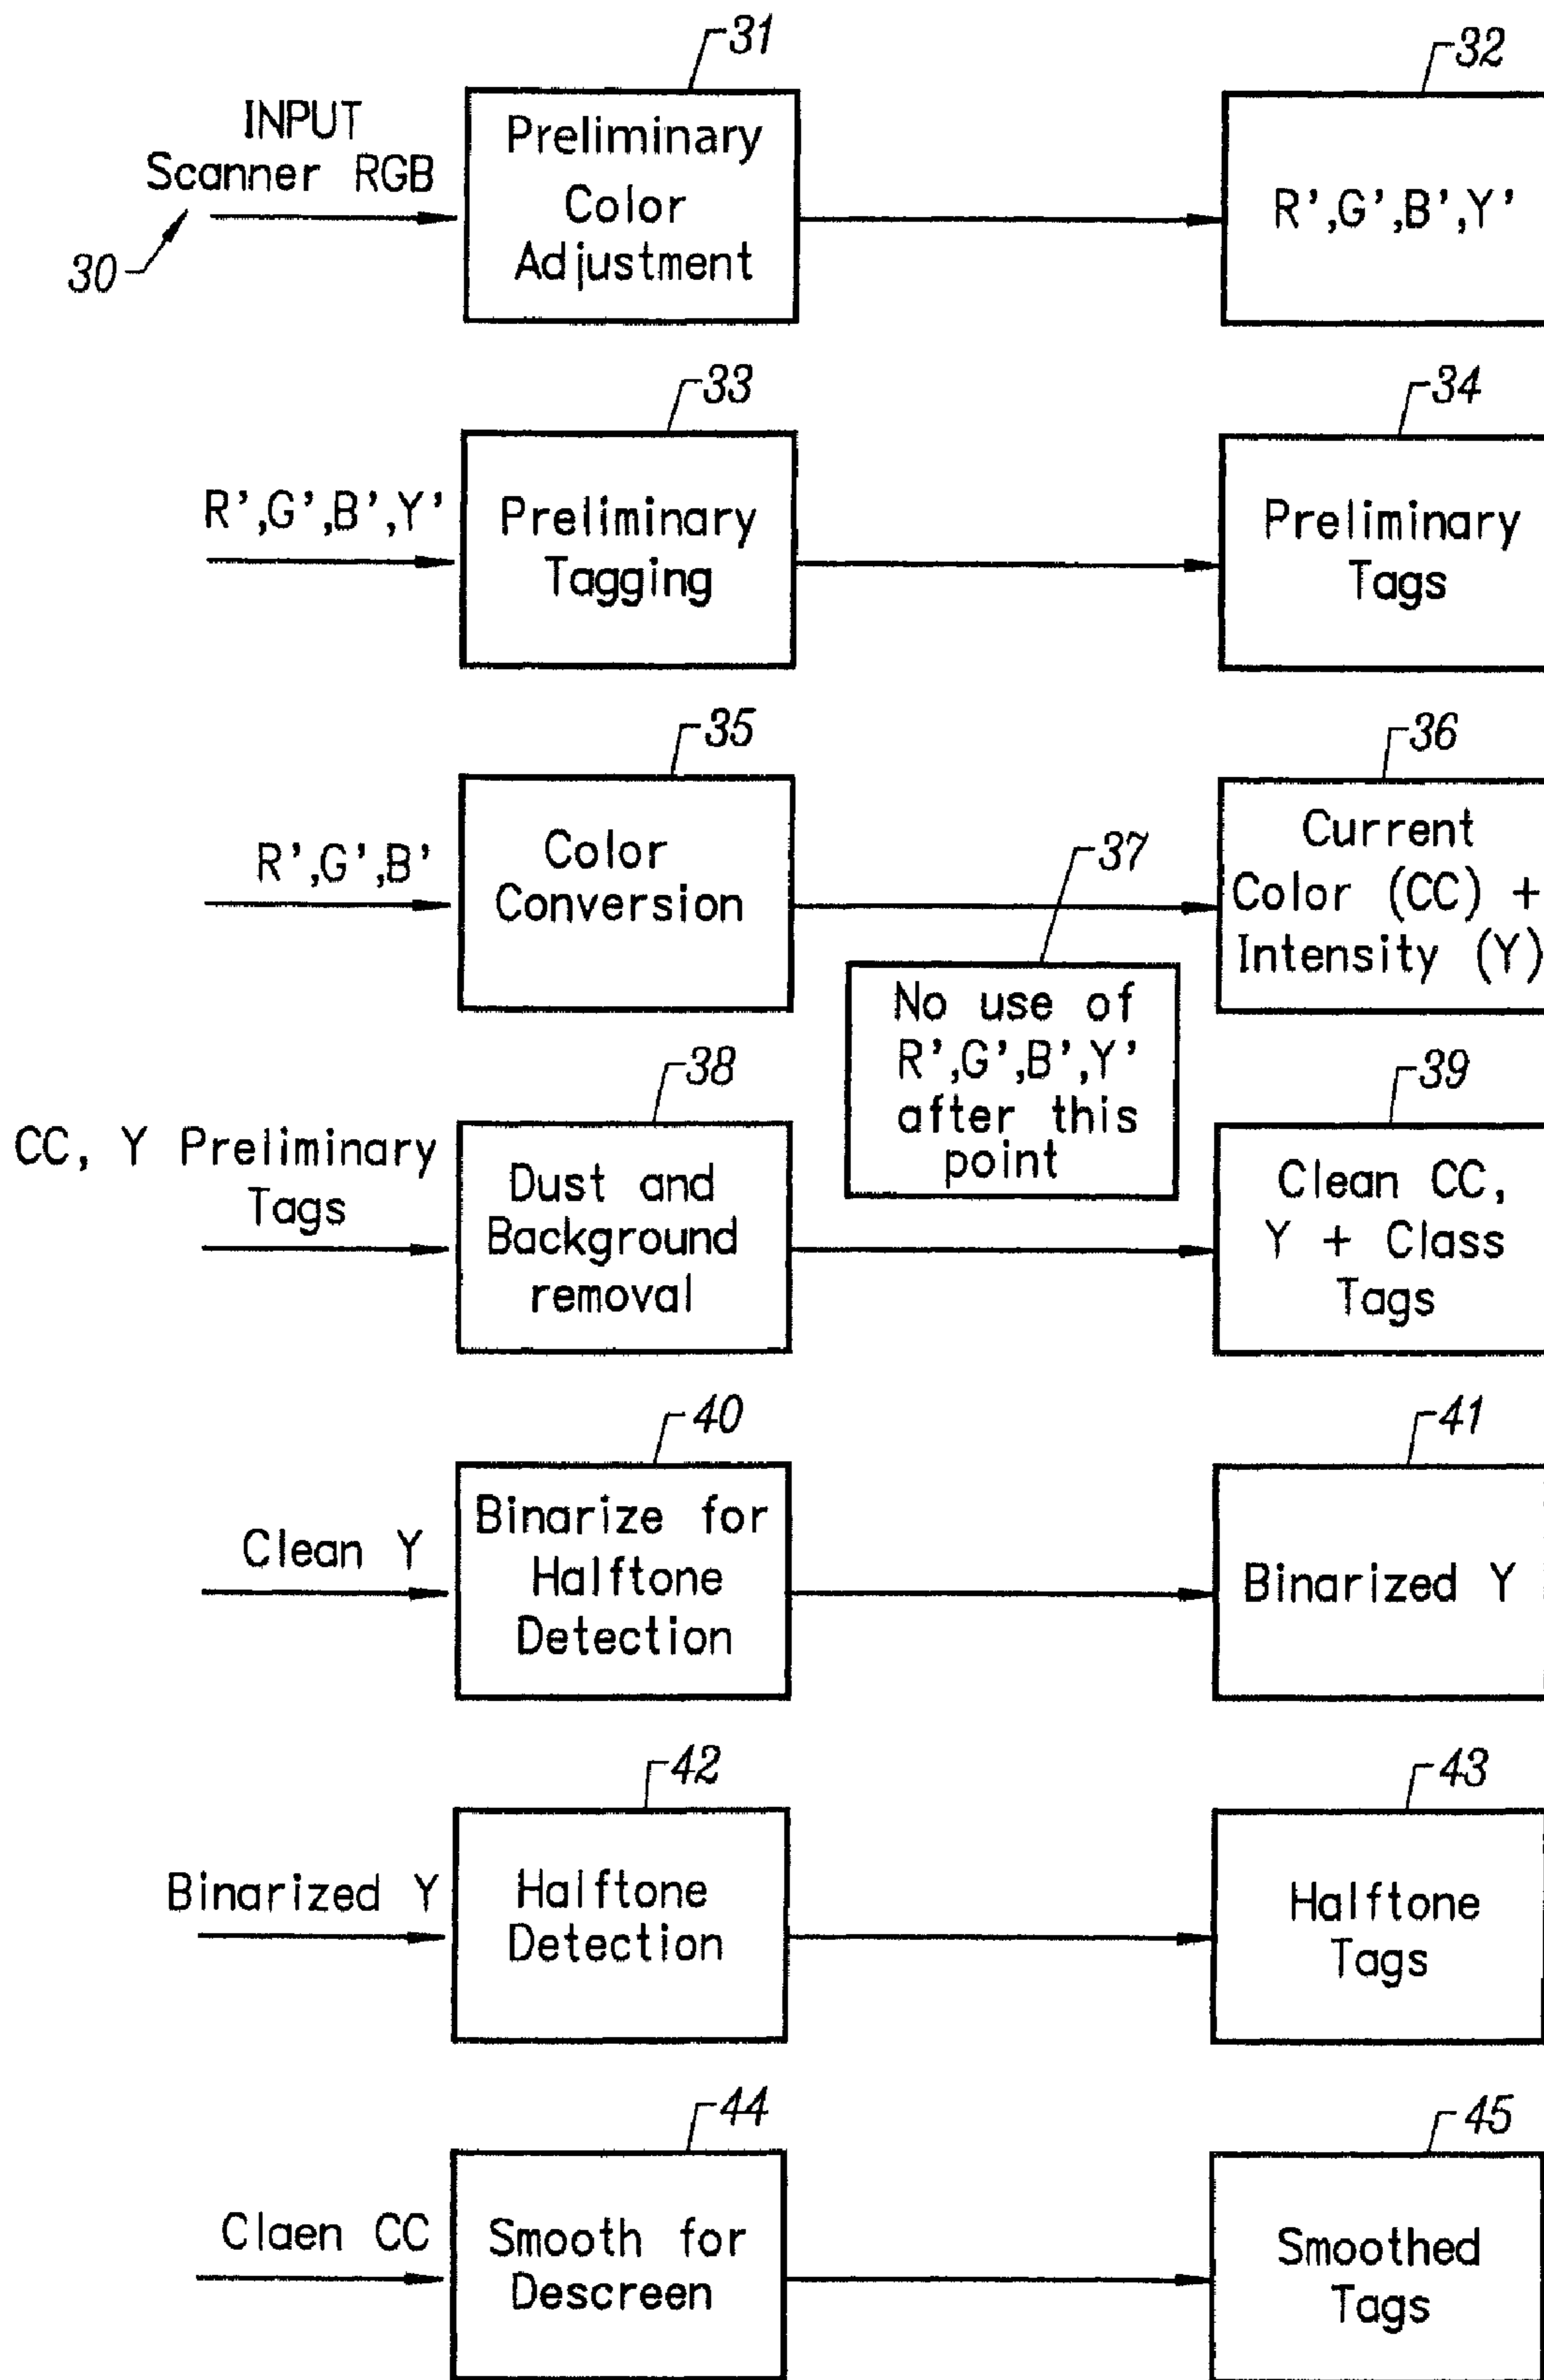 31
32
INPUT
Scanner RGB
30
Preliminary
Color
Adjustment
R',G',B',Y'
33
34
R',G',B',Y'
Preliminary
Tagging
Preliminary
Tags
35
36
R',G',B'
Color
Conversion
37
Current
Color (CC) +
Intensity (Y)
No use of
R',G',B',Y'
after this
point
38
39
CC, Y Preliminary
Tags
Dust and
Background
removal
Clean CC,
Y + Class
Tags
40
41
Clean Y
Binarize for
Halftone
Detection
Binarized Y
42
43
Binarized Y
Halftone
Detection
Halftone
Tags
44
45
Claen CC
Smooth for
Descreen
Smoothed
Tags